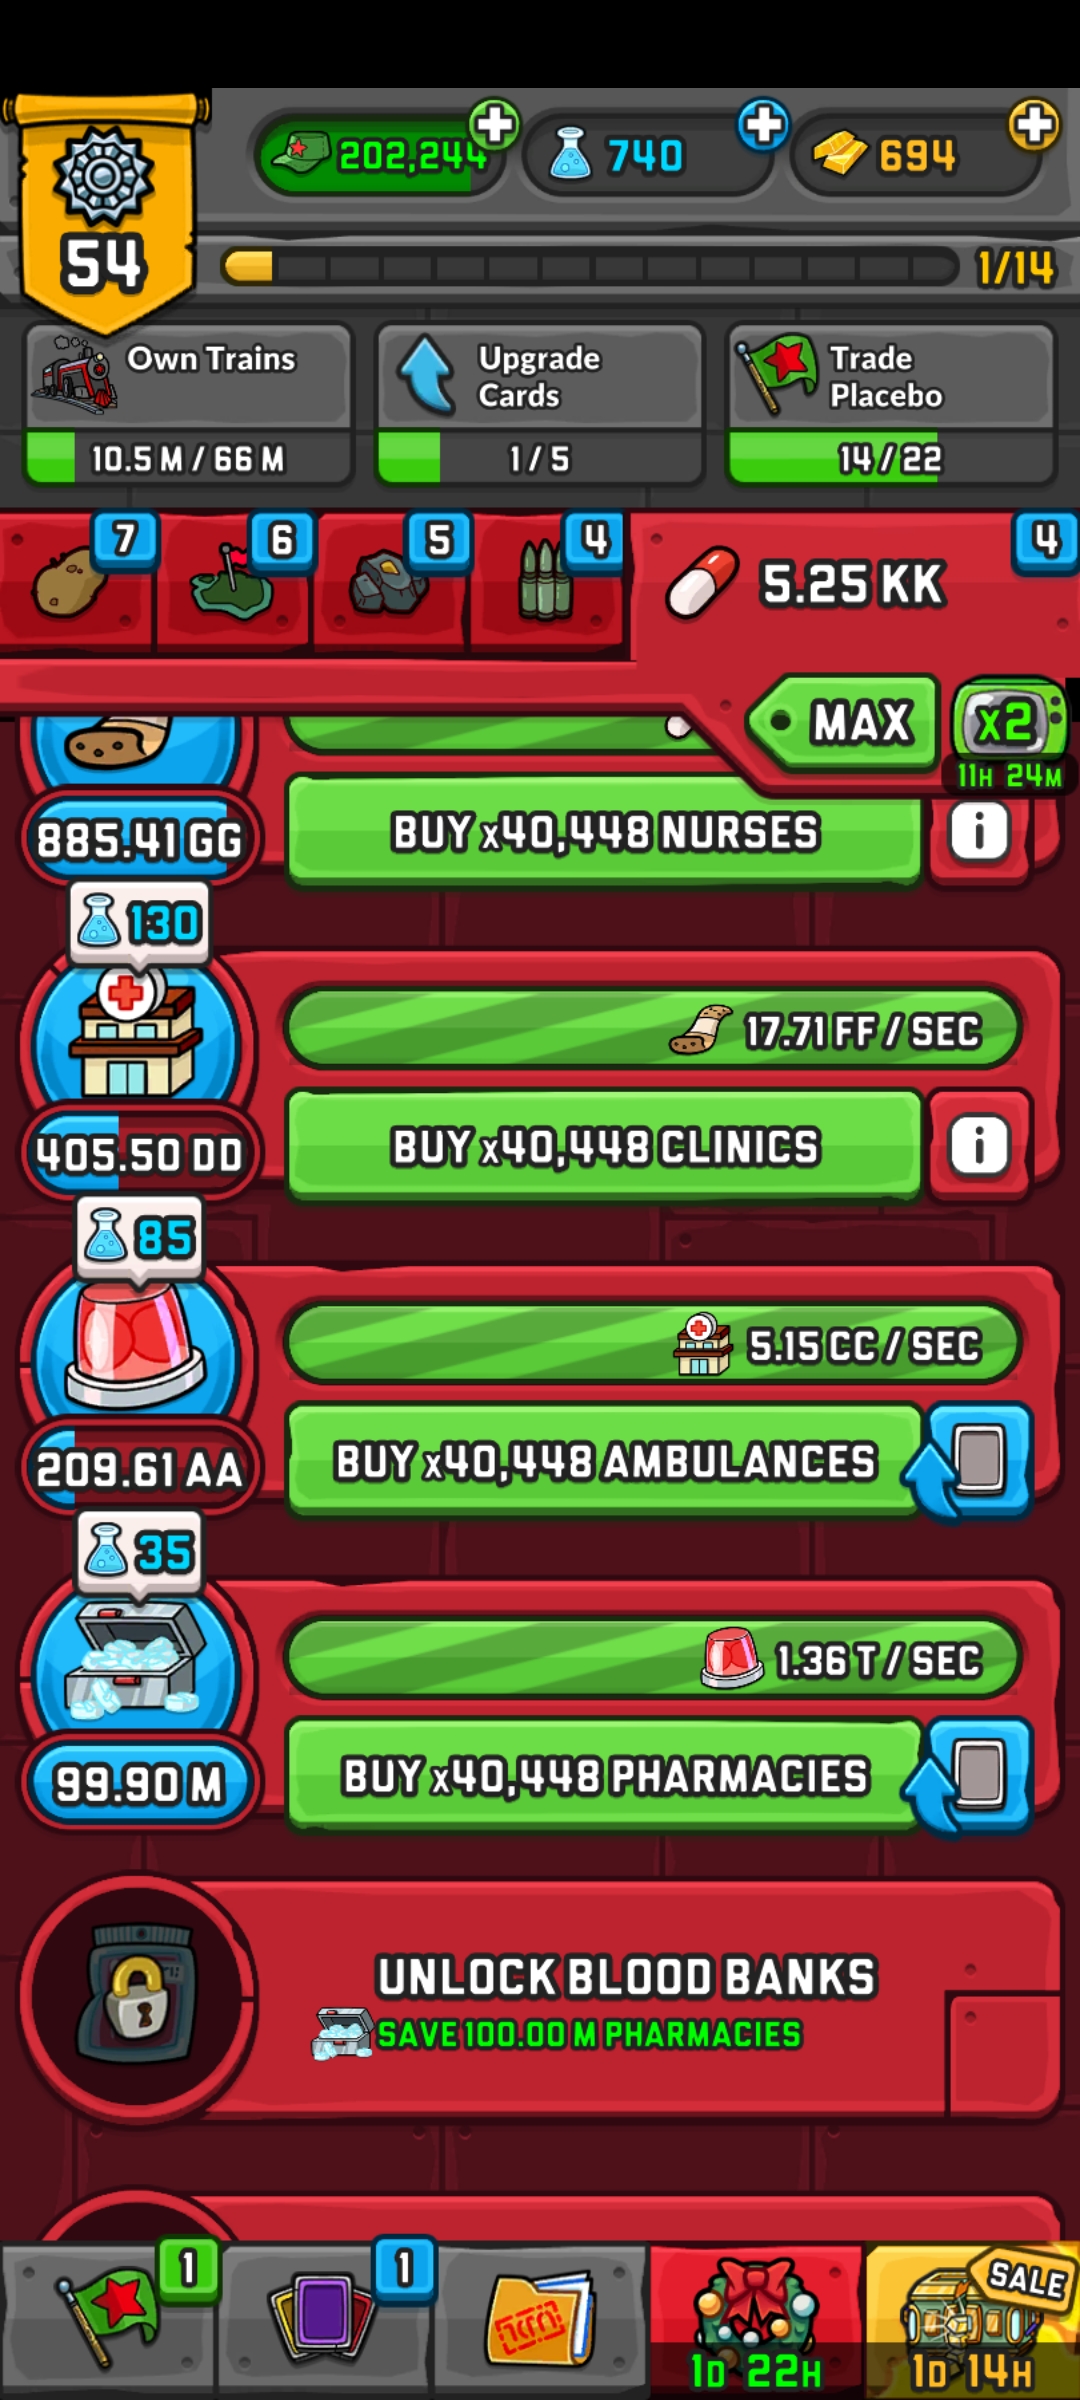 202,244
740
694
54
1/14
Own Trains
10.5 M / 66 M
Upgrade
Cards
1 / 5
Trade
Placebo
14 / 22
7
6
5
4
5.25 KK
4
MAX
x2
11H 24M
885.41 GG
BUY x40,448 NURSES
i
130
17.71 FF / SEC
405.50 DD
BUY x40,448 CLINICS
i
85
5.15 CC / SEC
209.61 AA
BUY x40,448 AMBULANCES
35
1.36 T / SEC
99.90 M
BUY x40,448 PHARMACIES
UNLOCK BLOOD BANKS
SAVE 100.00 M PHARMACIES
1
1
SALE
1D 22H
1D 14H